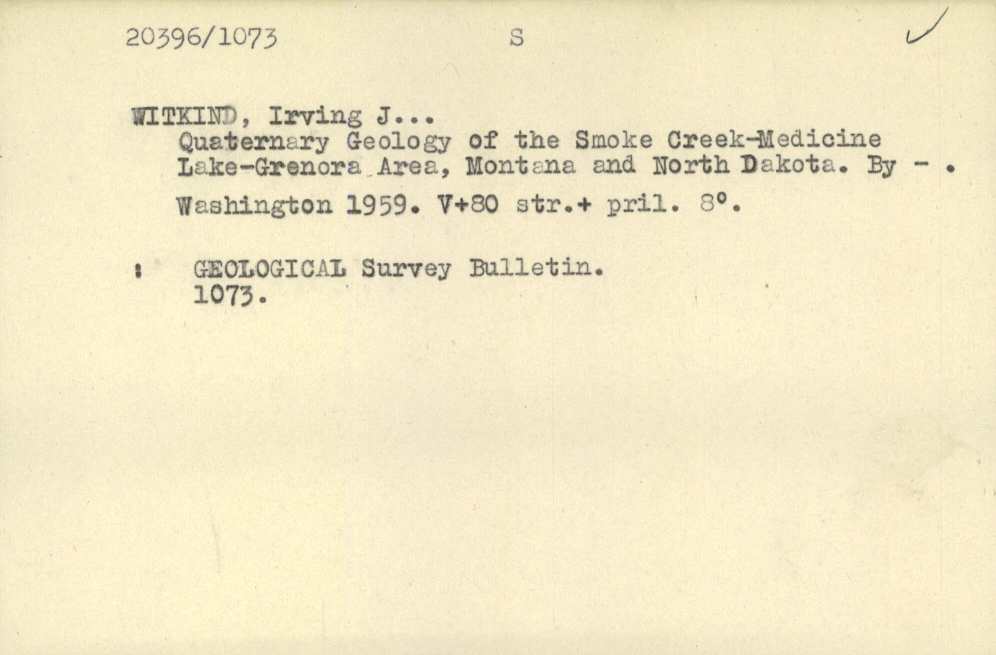 20396/1073 S
WITKIND, Irving J...
Quaternary Geology of the Smoke Creek-Medicine
Lake-Grenora Area, Montana and North Dakota. By - .
Washington 1959. V+80 str.+ pril. 8°.
: GEOLOGICAL Survey Bulletin.
1073.